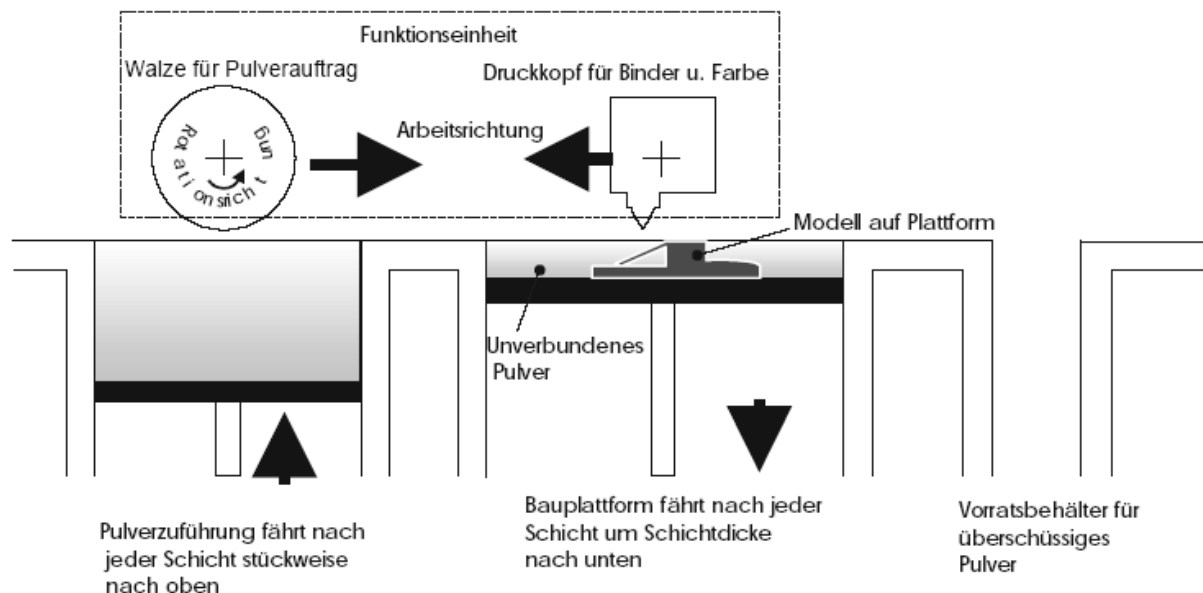 Funktionseinheit
Walze für Pulverauftrag
Druckkopf für Binder u. Farbe
Rotationsrichtung
Arbeitsrichtung
Modell auf Plattform
Unverbundenes
Pulver
Pulverzuführung fährt nach
jeder Schicht stückweise
nach oben
Bauplattform fährt nach jeder
Schicht um Schichtdicke
nach unten
Vorratsbehälter für
überschüssiges
Pulver